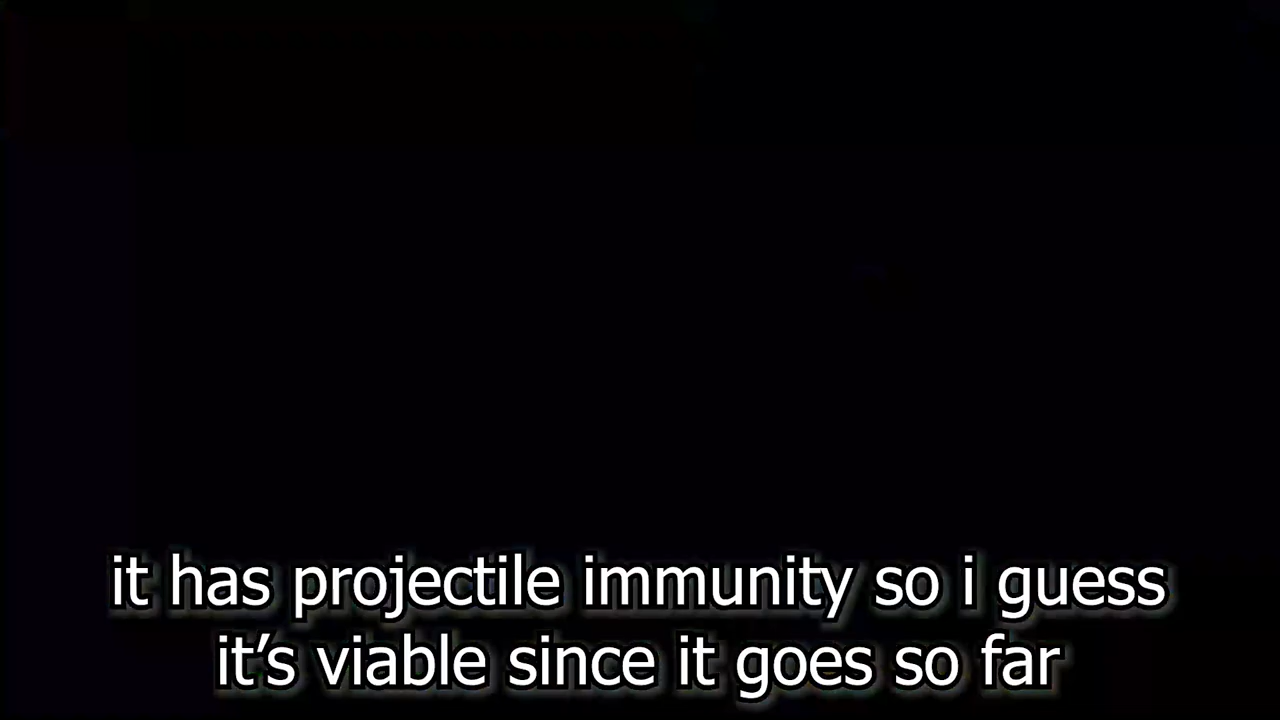 it has projectile immunity so i guess
it’s viable since it goes so far